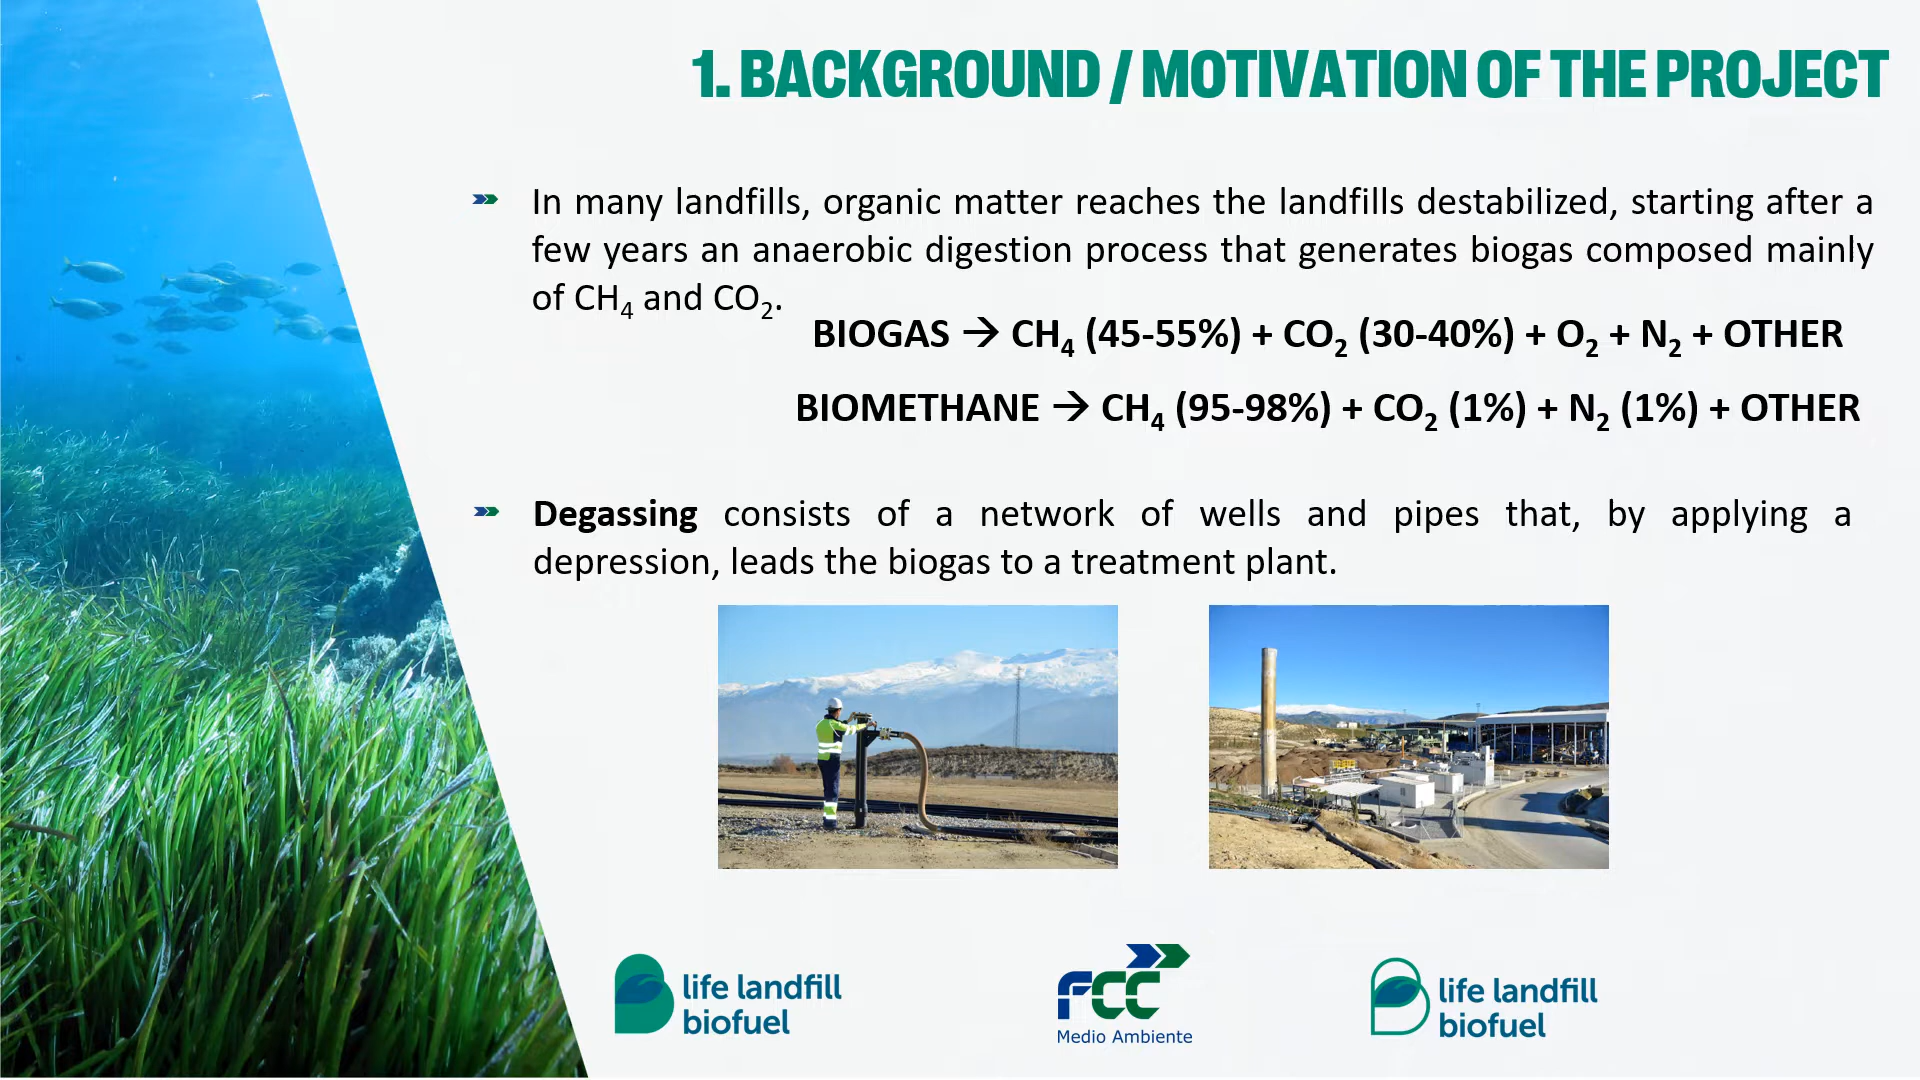 1. BACKGROUND / MOTIVATION OF THE PROJECT
In many landfills, organic matter reaches the landfills destabilized, starting after a
few years an anaerobic digestion process that generates biogas composed mainly
of CH₄ and CO₂.
BIOGAS → CH₄ (45-55%) + CO₂ (30-40%) + O₂ + N₂ + OTHER
BIOMETHANE → CH₄ (95-98%) + CO₂ (1%) + N₂ (1%) + OTHER
Degassing consists of a network of wells and pipes that, by applying a
depression, leads the biogas to a treatment plant.
life landfill
biofuel
FCC
Medio Ambiente
life landfill
biofuel